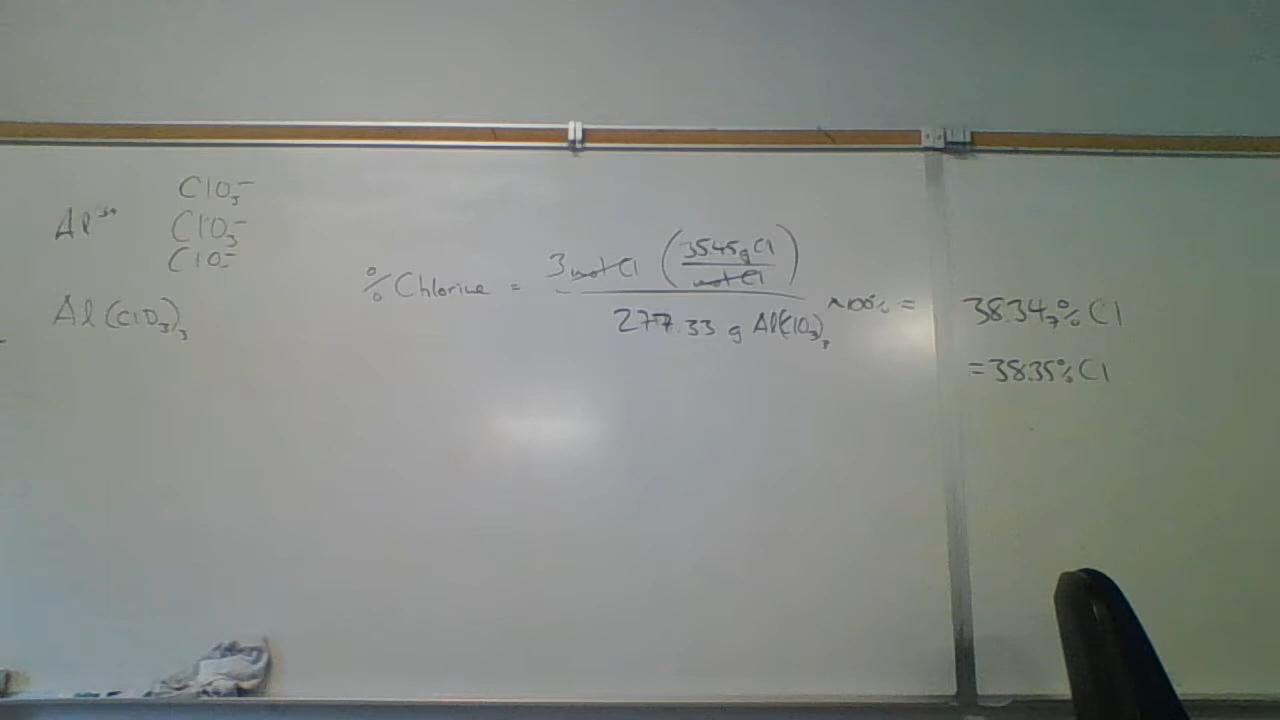 ClO₃⁻
Al³⁺ ClO₃⁻
ClO₃⁻
Al(ClO₃)₃
% Chlorine = 3 mol Cl (35.45 g Cl / mol Cl) / 277.33 g Al(ClO₃)₃ × 100% = 38.34₇% Cl
= 38.35% Cl